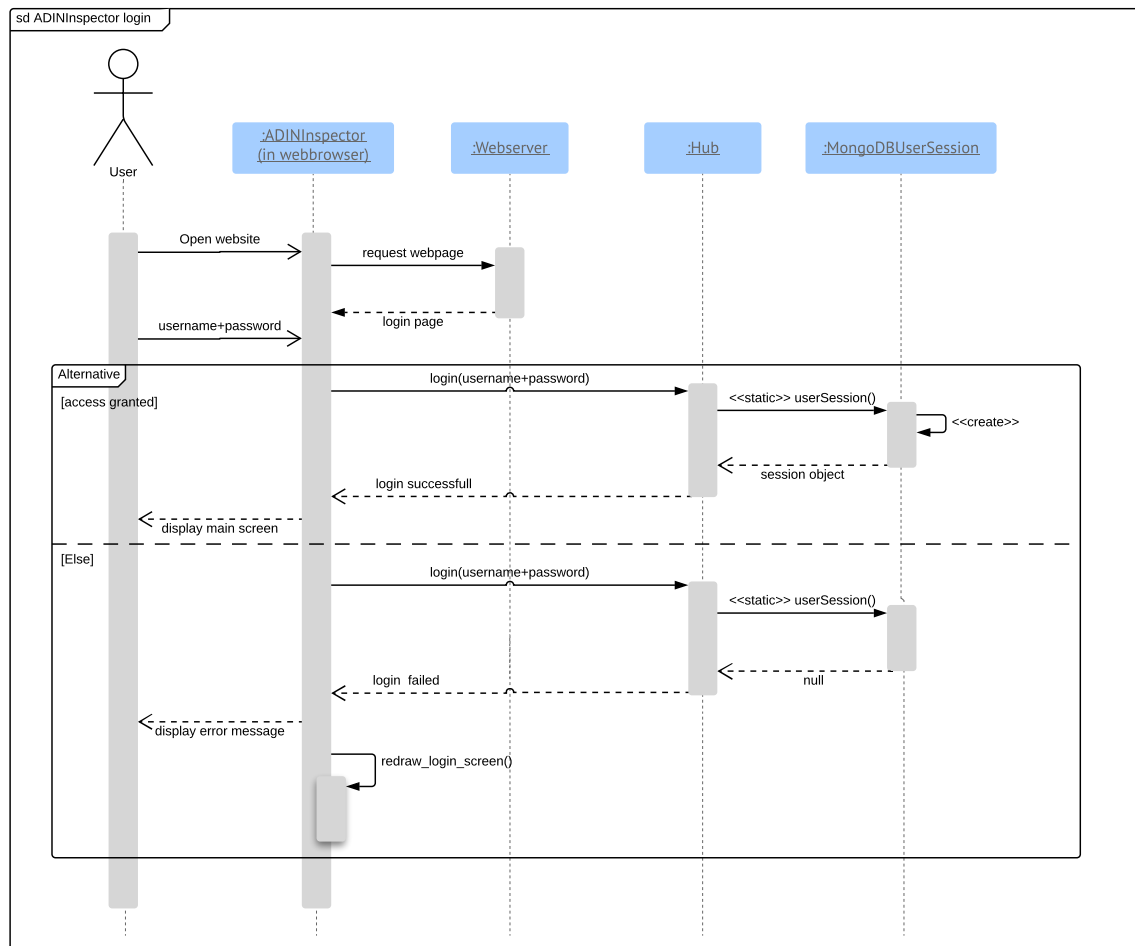 sd ADINInspector login
User
:ADINInspector
(in webbrowser)
:Webserver
:Hub
:MongoDBUserSession
Open website
request webpage
login page
username+password
Alternative
[access granted]
login(username+password)
<<static>> userSession()
<<create>>
session object
login successfull
display main screen
[Else]
login(username+password)
<<static>> userSession()
null
login  failed
display error message
redraw_login_screen()